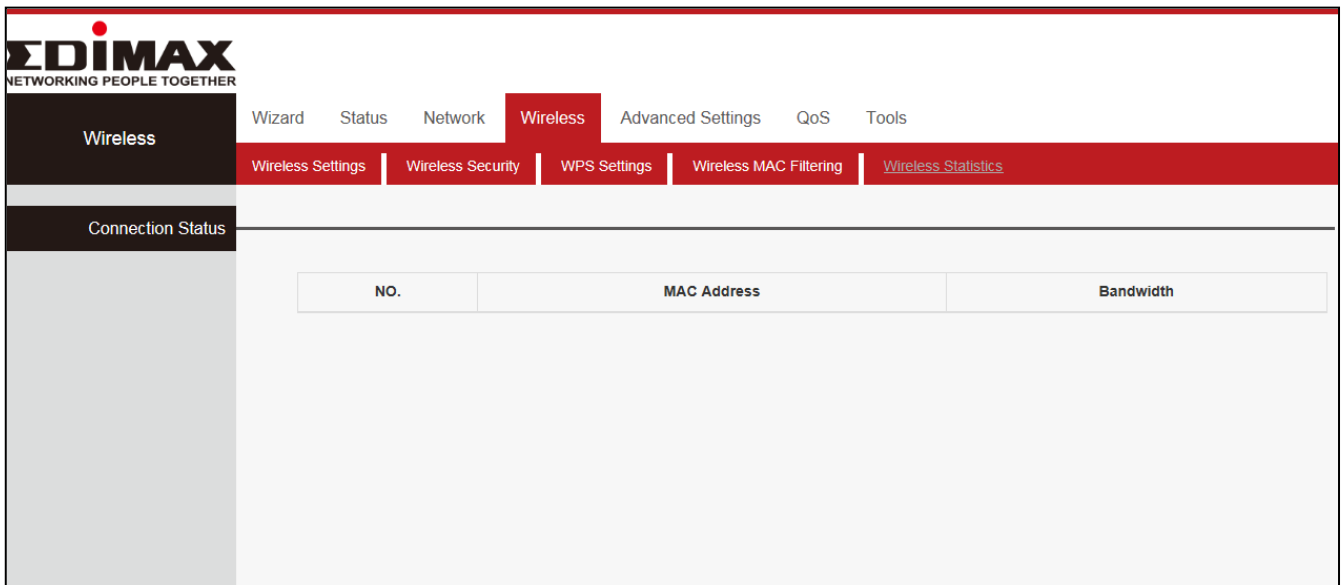 EDIMAX
NETWORKING PEOPLE TOGETHER
Wireless
Wizard Status Network Wireless Advanced Settings QoS Tools
Wireless Settings Wireless Security WPS Settings Wireless MAC Filtering Wireless Statistics
Connection Status
NO. MAC Address Bandwidth